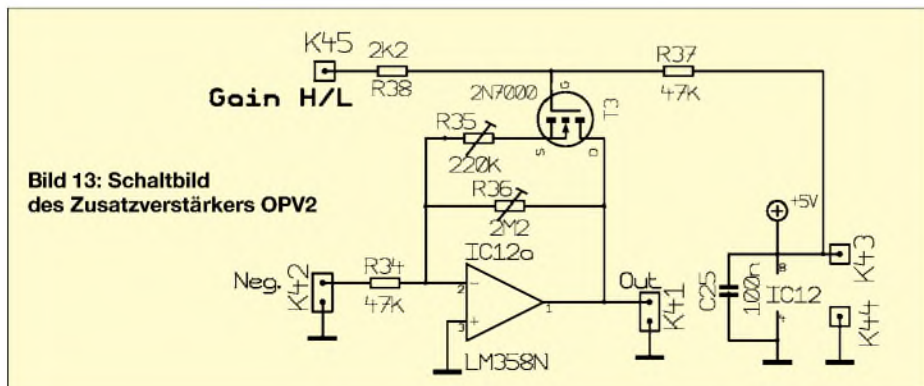 K45
2K2
R38
Gain H/L
R37
47K
2N7000
G
T3
S
D
R35
220K
R36
2M2
Bild 13: Schaltbild
des Zusatzverstärkers OPV2
IC12a
Neg.
K42
R34
47K
2
-
3
+
1
LM358N
Out
K41
+5V
C25
100n
8
IC12
4
K43
K44